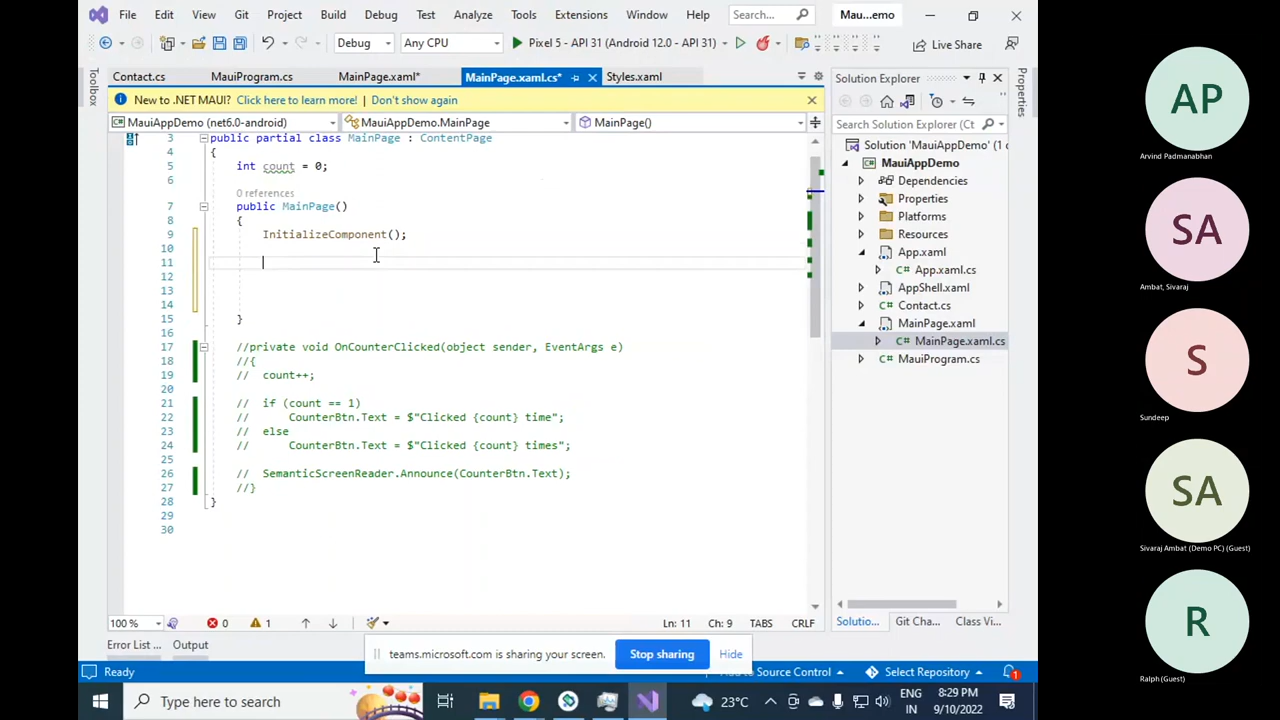 File Edit View Git Project Build Debug Test Analyze Tools Extensions Window Help Search... Mau...emo
Debug Any CPU Pixel 5 - API 31 (Android 12.0 - API 31) Live Share
Contact.cs MauiProgram.cs MainPage.xaml* MainPage.xaml.cs* Styles.xaml
Toolbox
Properties
New to .NET MAUI? Click here to learn more! | Don't show again
MauiAppDemo (net6.0-android) MauiAppDemo.MainPage MainPage()
3 public partial class MainPage : ContentPage
4 {
5 int count = 0;
6
0 references
7 public MainPage()
8 {
9 InitializeComponent();
10
11
12
13
14
15 }
16
17 //private void OnCounterClicked(object sender, EventArgs e)
18 //{
19 // count++;
20
21 // if (count == 1)
22 // CounterBtn.Text = $"Clicked {count} time";
23 // else
24 // CounterBtn.Text = $"Clicked {count} times";
25
26 // SemanticScreenReader.Announce(CounterBtn.Text);
27 //}
28 }
29
30
Solution Explorer
Search Solution Explorer (Ct
Solution 'MauiAppDemo' (1 c
MauiAppDemo
Dependencies
Properties
Platforms
Resources
App.xaml
App.xaml.cs
AppShell.xaml
Contact.cs
MainPage.xaml
MainPage.xaml.cs
MauiProgram.cs
Solutio... Git Cha... Class Vi...
100 % 0 1 Ln: 11 Ch: 9 TABS CRLF
Error List ... Output
teams.microsoft.com is sharing your screen. Stop sharing Hide
Ready to Source Control Select Repository 1
Type here to search 23°C ENG IN 8:29 PM 9/10/2022
AP
Arvind Padmanabhan
SA
Ambat, Sivaraj
S
Sundeep
SA
Sivaraj Ambat (Demo PC) (Guest)
R
Ralph (Guest)